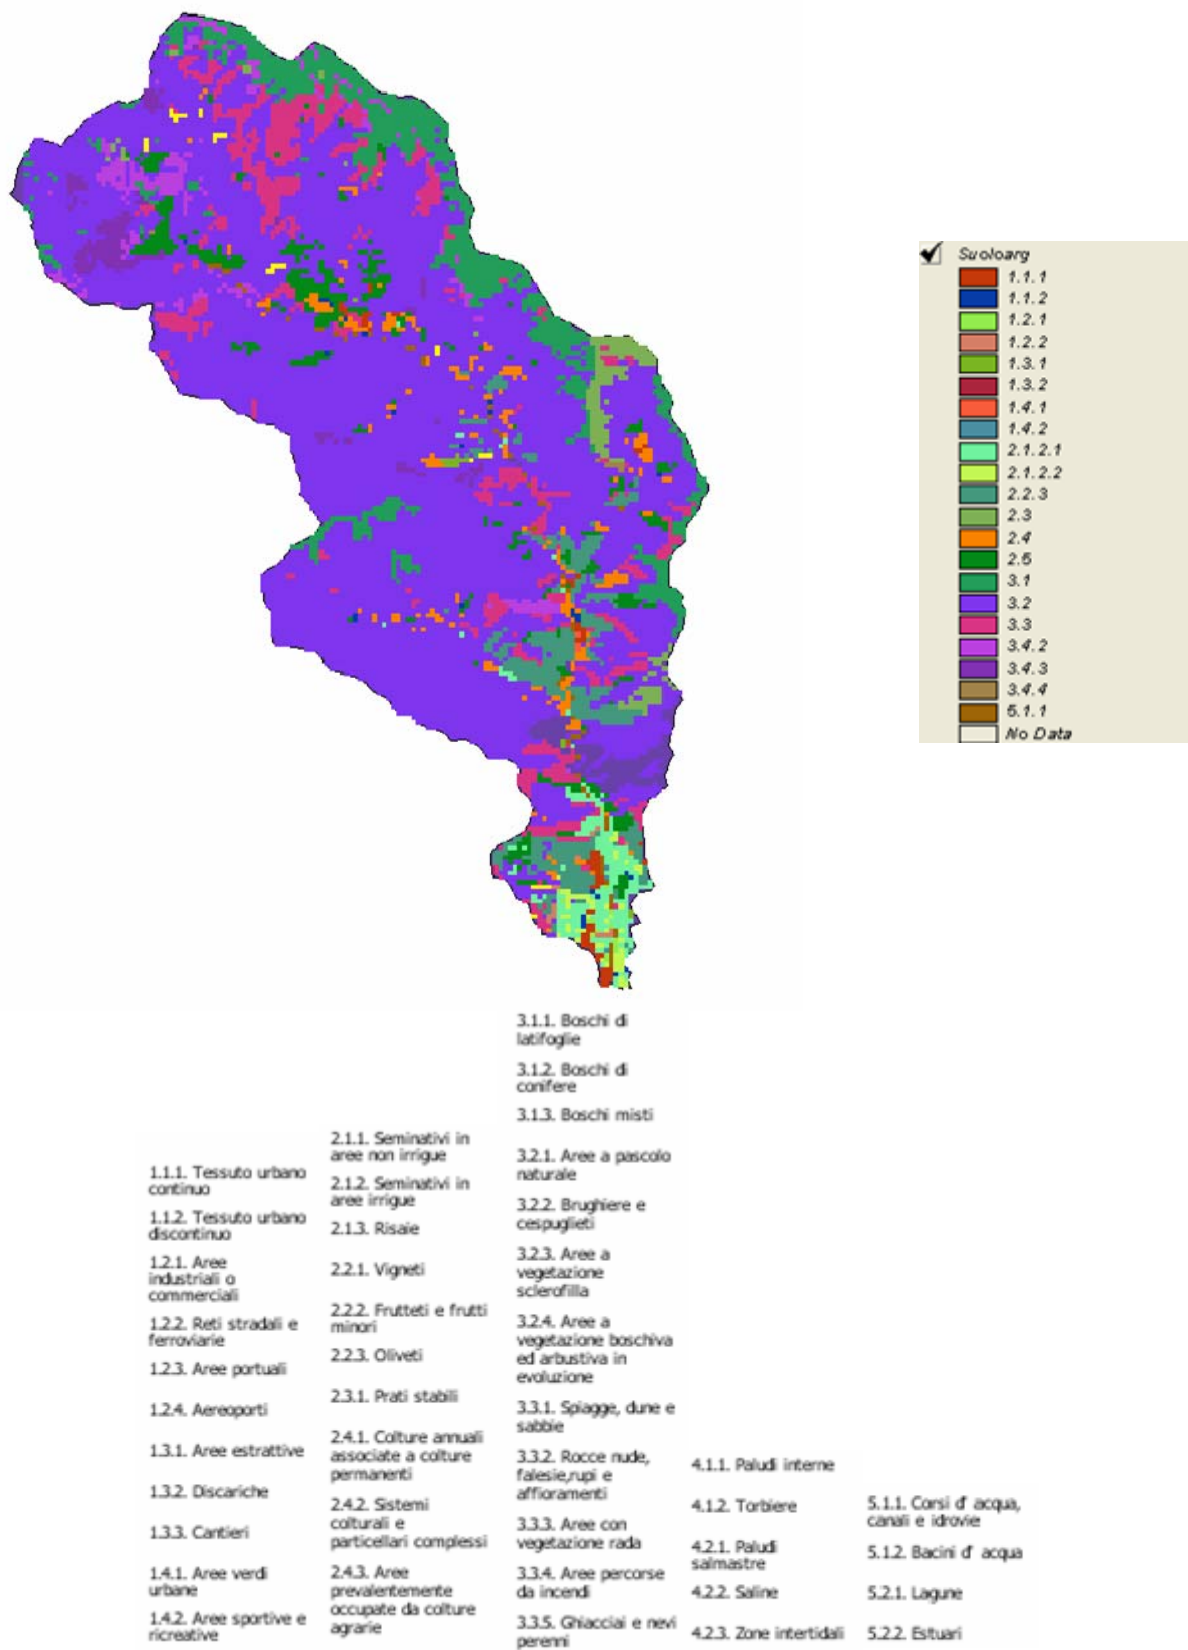 Suoloarg
1.1.1
1.1.2
1.2.1
1.2.2
1.3.1
1.3.2
1.4.1
1.4.2
2.1.2.1
2.1.2.2
2.2.3
2.3
2.4
2.5
3.1
3.2
3.3
3.4.2
3.4.3
3.4.4
5.1.1
No Data
1.1.1. Tessuto urbano
continuo
1.1.2. Tessuto urbano
discontinuo
1.2.1. Aree
industriali o
commerciali
1.2.2. Reti stradali e
ferroviarie
1.2.3. Aree portuali
1.2.4. Aereoporti
1.3.1. Aree estrattive
1.3.2. Discariche
1.3.3. Cantieri
1.4.1. Aree verdi
urbane
1.4.2. Aree sportive e
ricreative
2.1.1. Seminativi in
aree non irrigue
2.1.2. Seminativi in
aree irrigue
2.1.3. Risaie
2.2.1. Vigneti
2.2.2. Frutteti e frutti
minori
2.2.3. Oliveti
2.3.1. Prati stabili
2.4.1. Colture annuali
associate a colture
permanenti
2.4.2. Sistemi
colturali e
particellari complessi
2.4.3. Aree
prevalentemente
occupate da colture
agrarie
3.1.1. Boschi di
latifoglie
3.1.2. Boschi di
conifere
3.1.3. Boschi misti
3.2.1. Aree a pascolo
naturale
3.2.2. Brughiere e
cespuglieti
3.2.3. Aree a
vegetazione
sclerofilla
3.2.4. Aree a
vegetazione boschiva
ed arbustiva in
evoluzione
3.3.1. Spiagge, dune e
sabbie
3.3.2. Rocce nude,
falesie,rupi e
affioramenti
3.3.3. Aree con
vegetazione rada
3.3.4. Aree percorse
da incendi
3.3.5. Ghiacciai e nevi
perenni
4.1.1. Paludi interne
4.1.2. Torbiere
4.2.1. Paludi
salmastre
4.2.2. Saline
4.2.3. Zone intertidali
5.1.1. Corsi d' acqua,
canali e idrovie
5.1.2. Bacini d' acqua
5.2.1. Lagune
5.2.2. Estuari